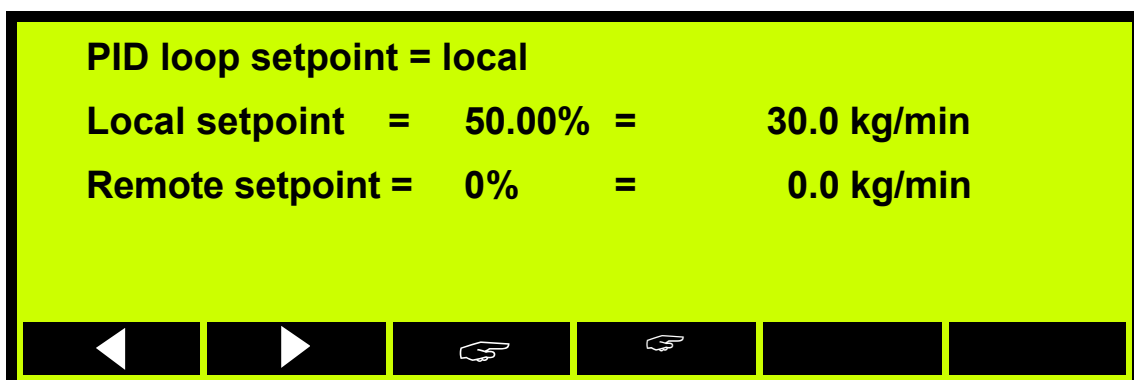 PID loop setpoint = local
Local setpoint = 50.00% = 30.0 kg/min
Remote setpoint = 0% = 0.0 kg/min